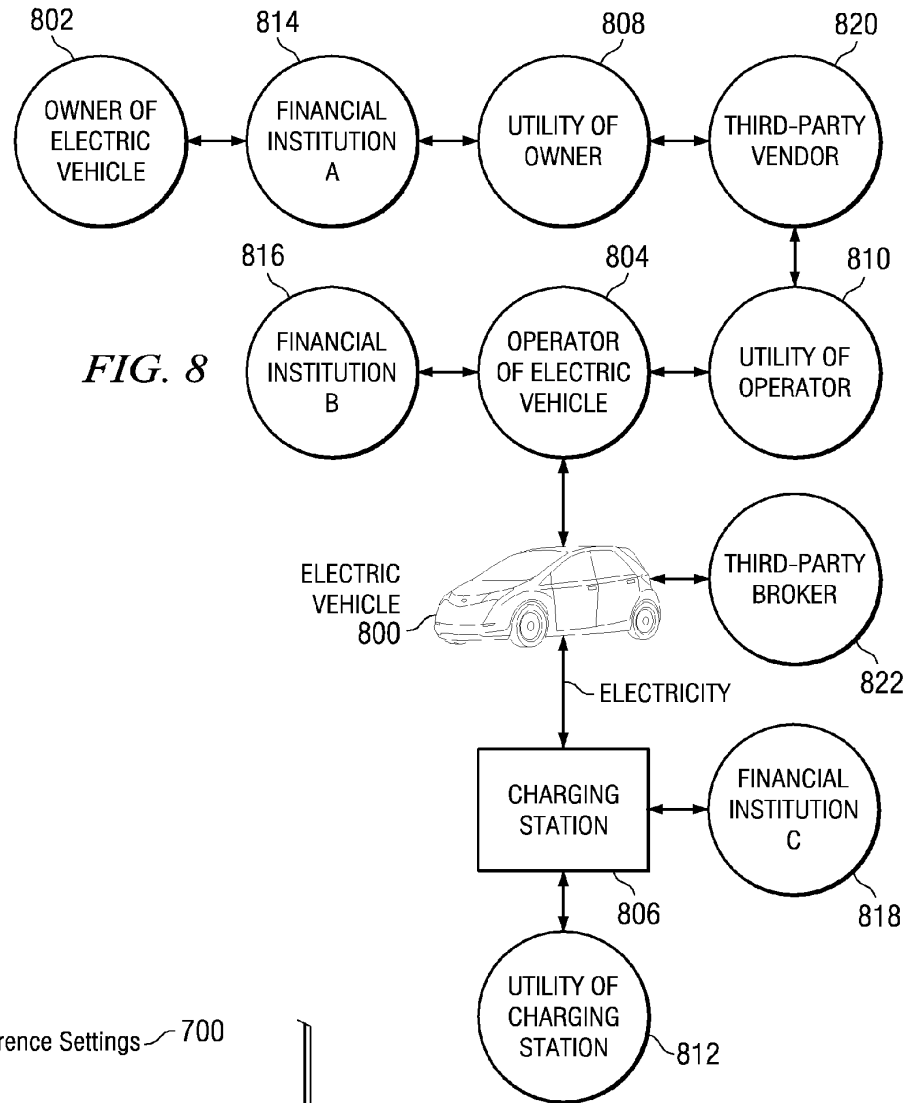 802
814
808
820
OWNER OF
ELECTRIC
VEHICLE
FINANCIAL
INSTITUTION
A
UTILITY OF
OWNER
THIRD-PARTY
VENDOR
816
804
810
FIG. 8
FINANCIAL
INSTITUTION
B
OPERATOR
OF ELECTRIC
VEHICLE
UTILITY OF
OPERATOR
ELECTRIC
VEHICLE
800
THIRD-PARTY
BROKER
822
ELECTRICITY
CHARGING
STATION
806
FINANCIAL
INSTITUTION
C
818
UTILITY OF
CHARGING
STATION
812
rence Settings 700